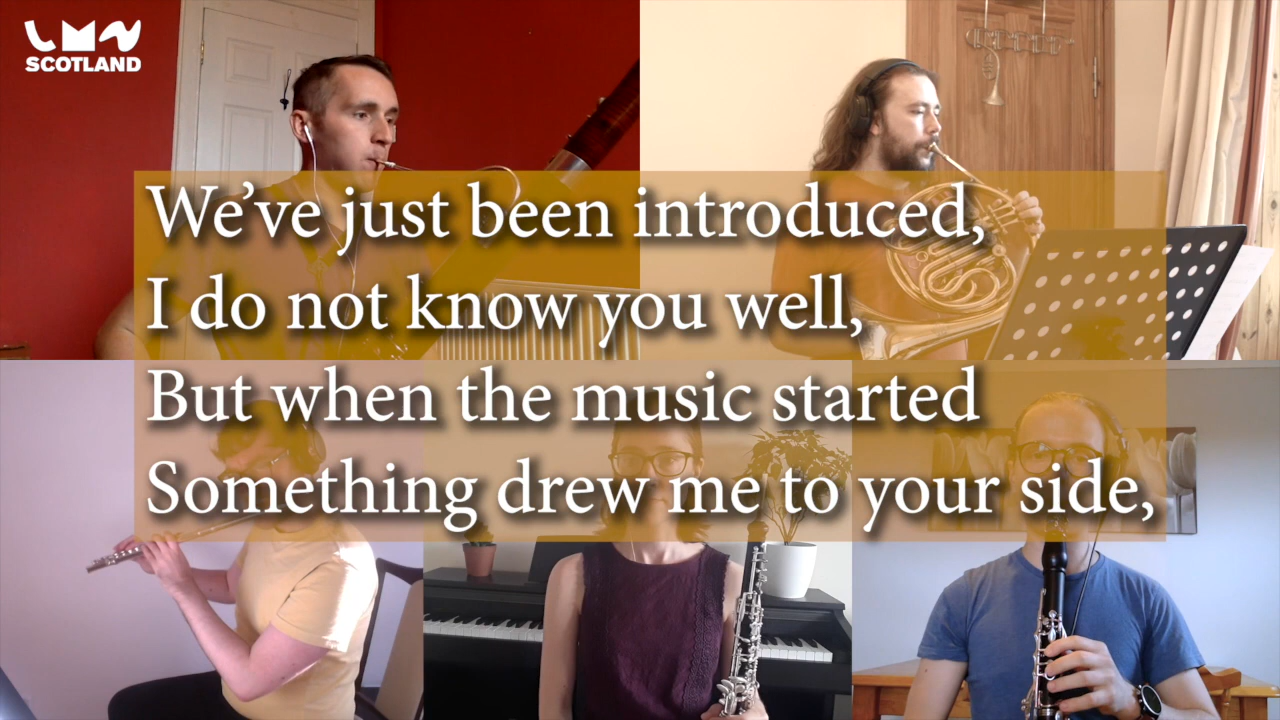 LMN
SCOTLAND
We've just been introduced,
I do not know you well,
But when the music started
Something drew me to your side,